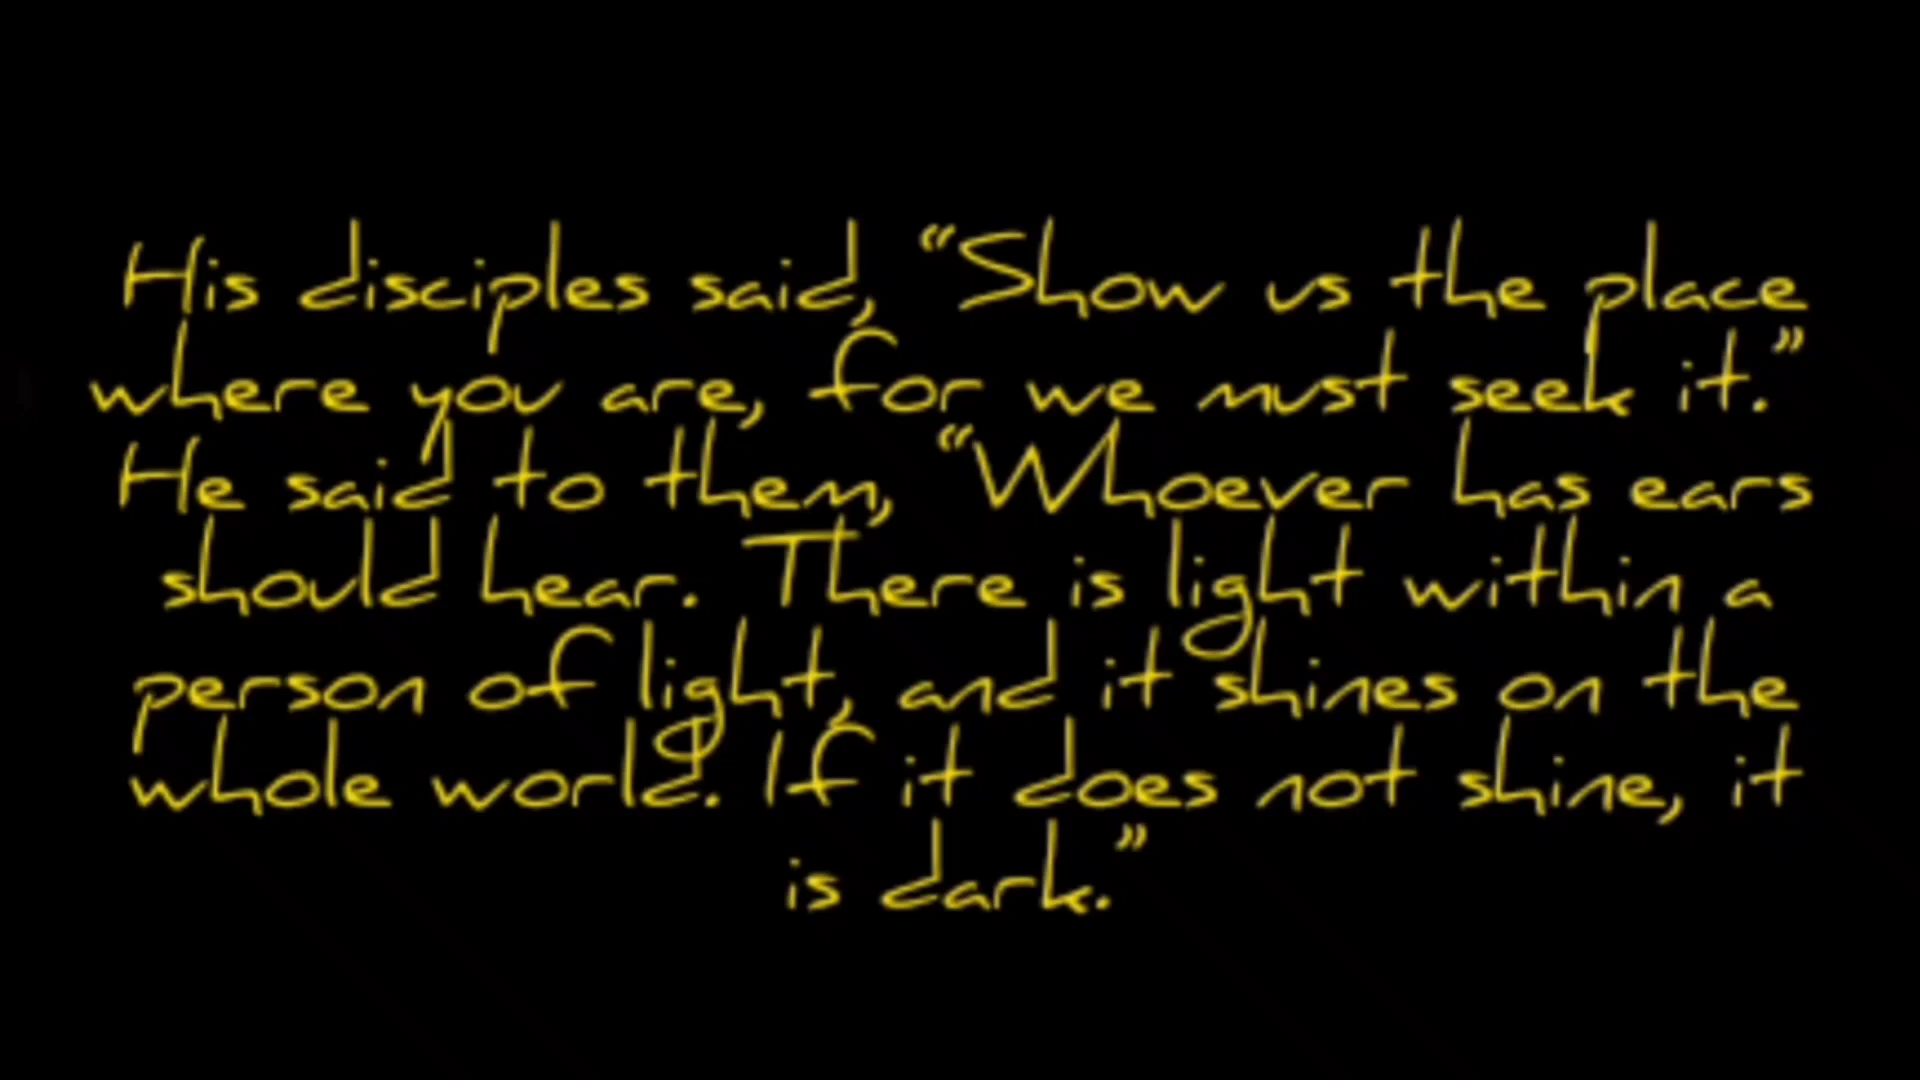 His disciples said, “Show us the place
where you are, for we must seek it.”
He said to them, “Whoever has ears
should hear. There is light within a
person of light, and it shines on the
whole world. If it does not shine, it
is dark.”